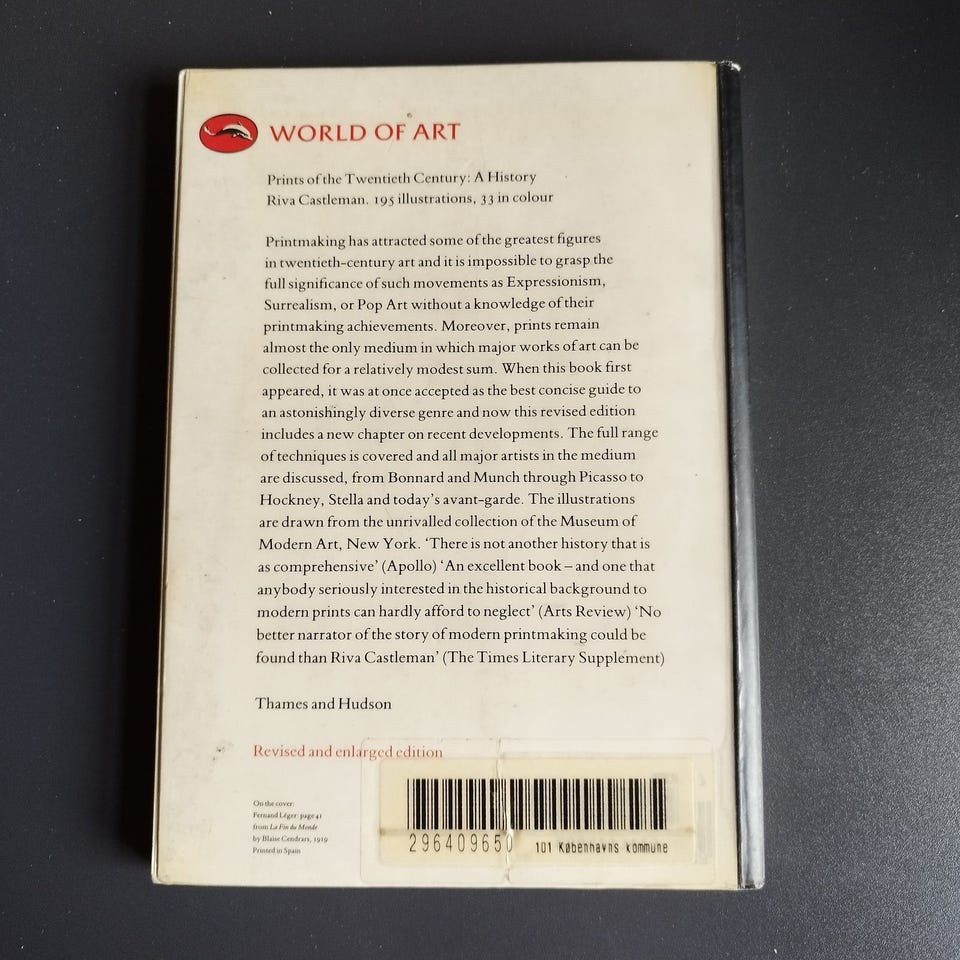 WORLD OF ART
Prints of the Twentieth Century: A History
Riva Castleman. 195 illustrations, 33 in colour
Printmaking has attracted some of the greatest figures
in twentieth-century art and it is impossible to grasp the
full significance of such movements as Expressionism,
Surrealism, or Pop Art without a knowledge of their
printmaking achievements. Moreover, prints remain
almost the only medium in which major works of art can be
collected for a relatively modest sum. When this book first
appeared, it was at once accepted as the best concise guide to
an astonishingly diverse genre and now this revised edition
includes a new chapter on recent developments. The full range
of techniques is covered and all major artists in the medium
are discussed, from Bonnard and Munch through Picasso to
Hockney, Stella and today's avant-garde. The illustrations
are drawn from the unrivalled collection of the Museum of
Modern Art, New York. ‘There is not another history that is
as comprehensive’ (Apollo) ‘An excellent book – and one that
anybody seriously interested in the historical background to
modern prints can hardly afford to neglect’ (Arts Review) ‘No
better narrator of the story of modern printmaking could be
found than Riva Castleman’ (The Times Literary Supplement)
Thames and Hudson
Revised and enlarged edition
On the cover:
Fernand Léger: page 41
from La Fin du Monde
by Blaise Cendrars, 1919
Printed in Spain
296409650 101 Københavns kommune